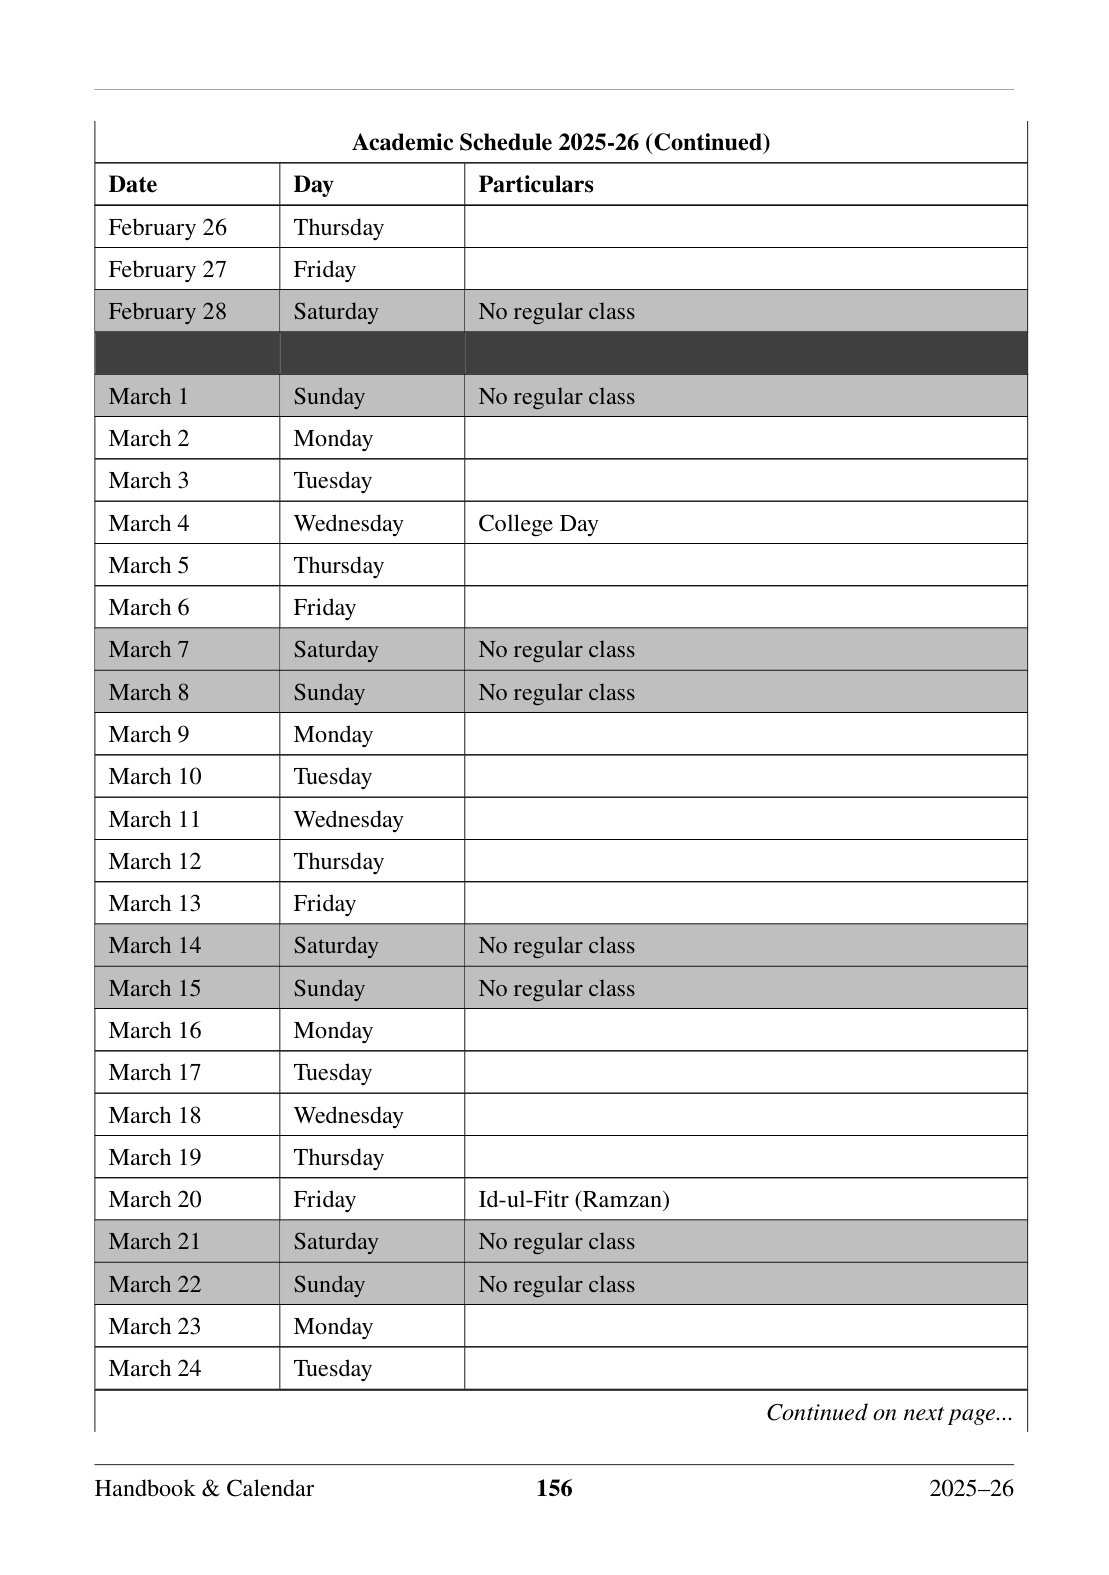 Academic Schedule 2025-26 (Continued)
Date Day Particulars
February 26 Thursday
February 27 Friday
February 28 Saturday No regular class
March 1 Sunday No regular class
March 2 Monday
March 3 Tuesday
March 4 Wednesday College Day
March 5 Thursday
March 6 Friday
March 7 Saturday No regular class
March 8 Sunday No regular class
March 9 Monday
March 10 Tuesday
March 11 Wednesday
March 12 Thursday
March 13 Friday
March 14 Saturday No regular class
March 15 Sunday No regular class
March 16 Monday
March 17 Tuesday
March 18 Wednesday
March 19 Thursday
March 20 Friday Id-ul-Fitr (Ramzan)
March 21 Saturday No regular class
March 22 Sunday No regular class
March 23 Monday
March 24 Tuesday
Continued on next page...
Handbook & Calendar 156 2025–26